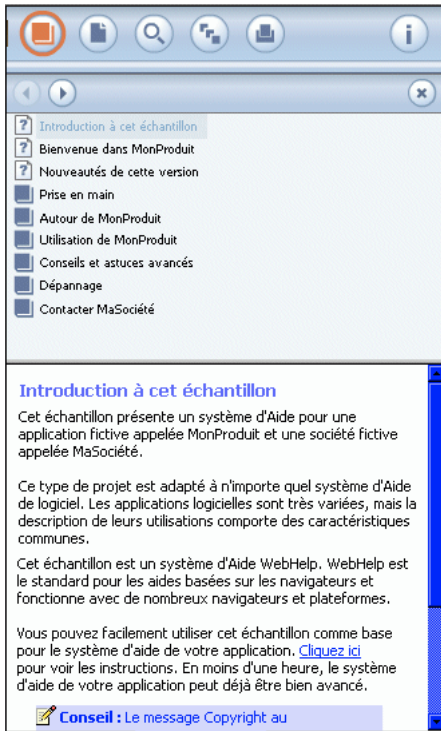 Introduction à cet échantillon
Bienvenue dans MonProduit
Nouveautés de cette version
Prise en main
Autour de MonProduit
Utilisation de MonProduit
Conseils et astuces avancés
Dépannage
Contacter MaSociété
Introduction à cet échantillon
Cet échantillon présente un système d'Aide pour une
application fictive appelée MonProduit et une société fictive
appelée MaSociété.
Ce type de projet est adapté à n'importe quel système d'Aide
de logiciel. Les applications logicielles sont très variées, mais la
description de leurs utilisations comporte des caractéristiques
communes.
Cet échantillon est un système d'Aide WebHelp. WebHelp est
le standard pour les aides basées sur les navigateurs et
fonctionne avec de nombreux navigateurs et plateformes.
Vous pouvez facilement utiliser cet échantillon comme base
pour le système d'aide de votre application. Cliquez ici
pour voir les instructions. En moins d'une heure, le système
d'aide de votre application peut déjà être bien avancé.
Conseil : Le message Copyright au